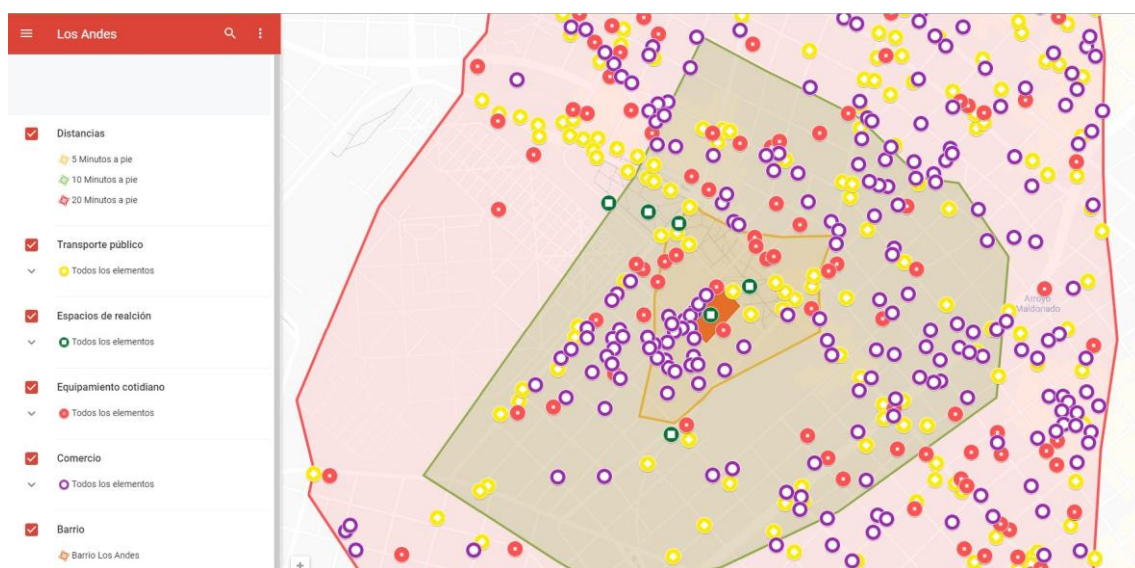 Los Andes
Distancias
5 Minutos a pie
10 Minutos a pie
20 Minutos a pie
Transporte público
Todos los elementos
Espacios de realción
Todos los elementos
Equipamiento cotidiano
Todos los elementos
Comercio
Todos los elementos
Barrio
Barrio Los Andes
Arroyo
Maldonado